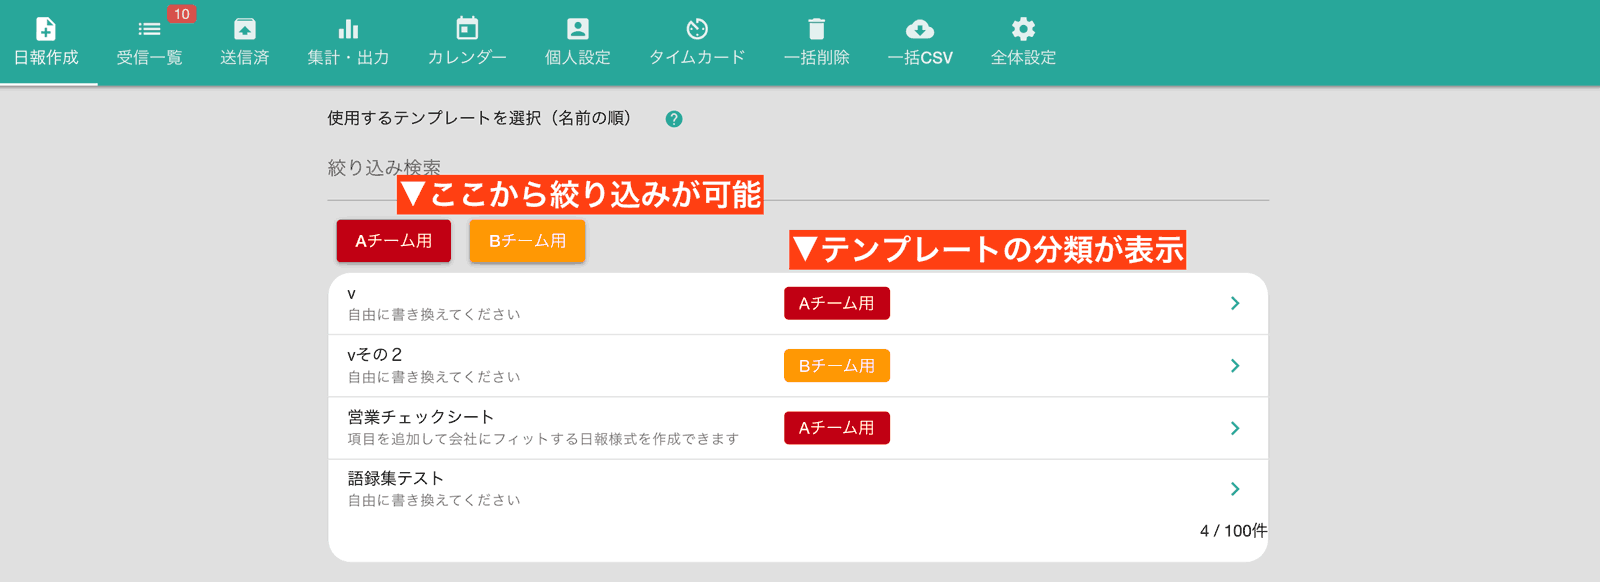 10
日報作成 受信一覧 送信済 集計・出力 カレンダー 個人設定 タイムカード 一括削除 一括CSV 全体設定
使用するテンプレートを選択（名前の順） ?
絞り込み検索
▼ここから絞り込みが可能
Aチーム用 Bチーム用
▼テンプレートの分類が表示
v
自由に書き換えてください
Aチーム用
vその２
自由に書き換えてください
Bチーム用
営業チェックシート
項目を追加して会社にフィットする日報様式を作成できます
Aチーム用
語録集テスト
自由に書き換えてください
4 / 100件